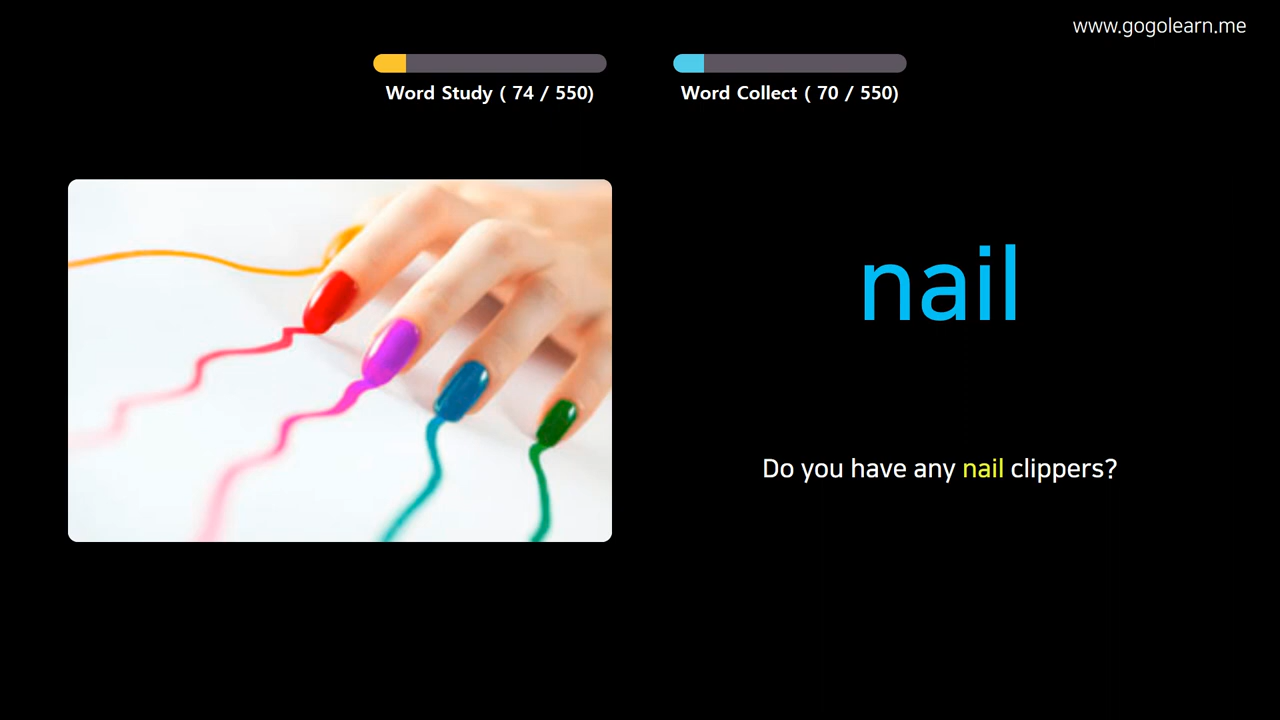 www.gogolearn.me
Word Study ( 74 / 550)
Word Collect ( 70 / 550)
nail
Do you have any nail clippers?